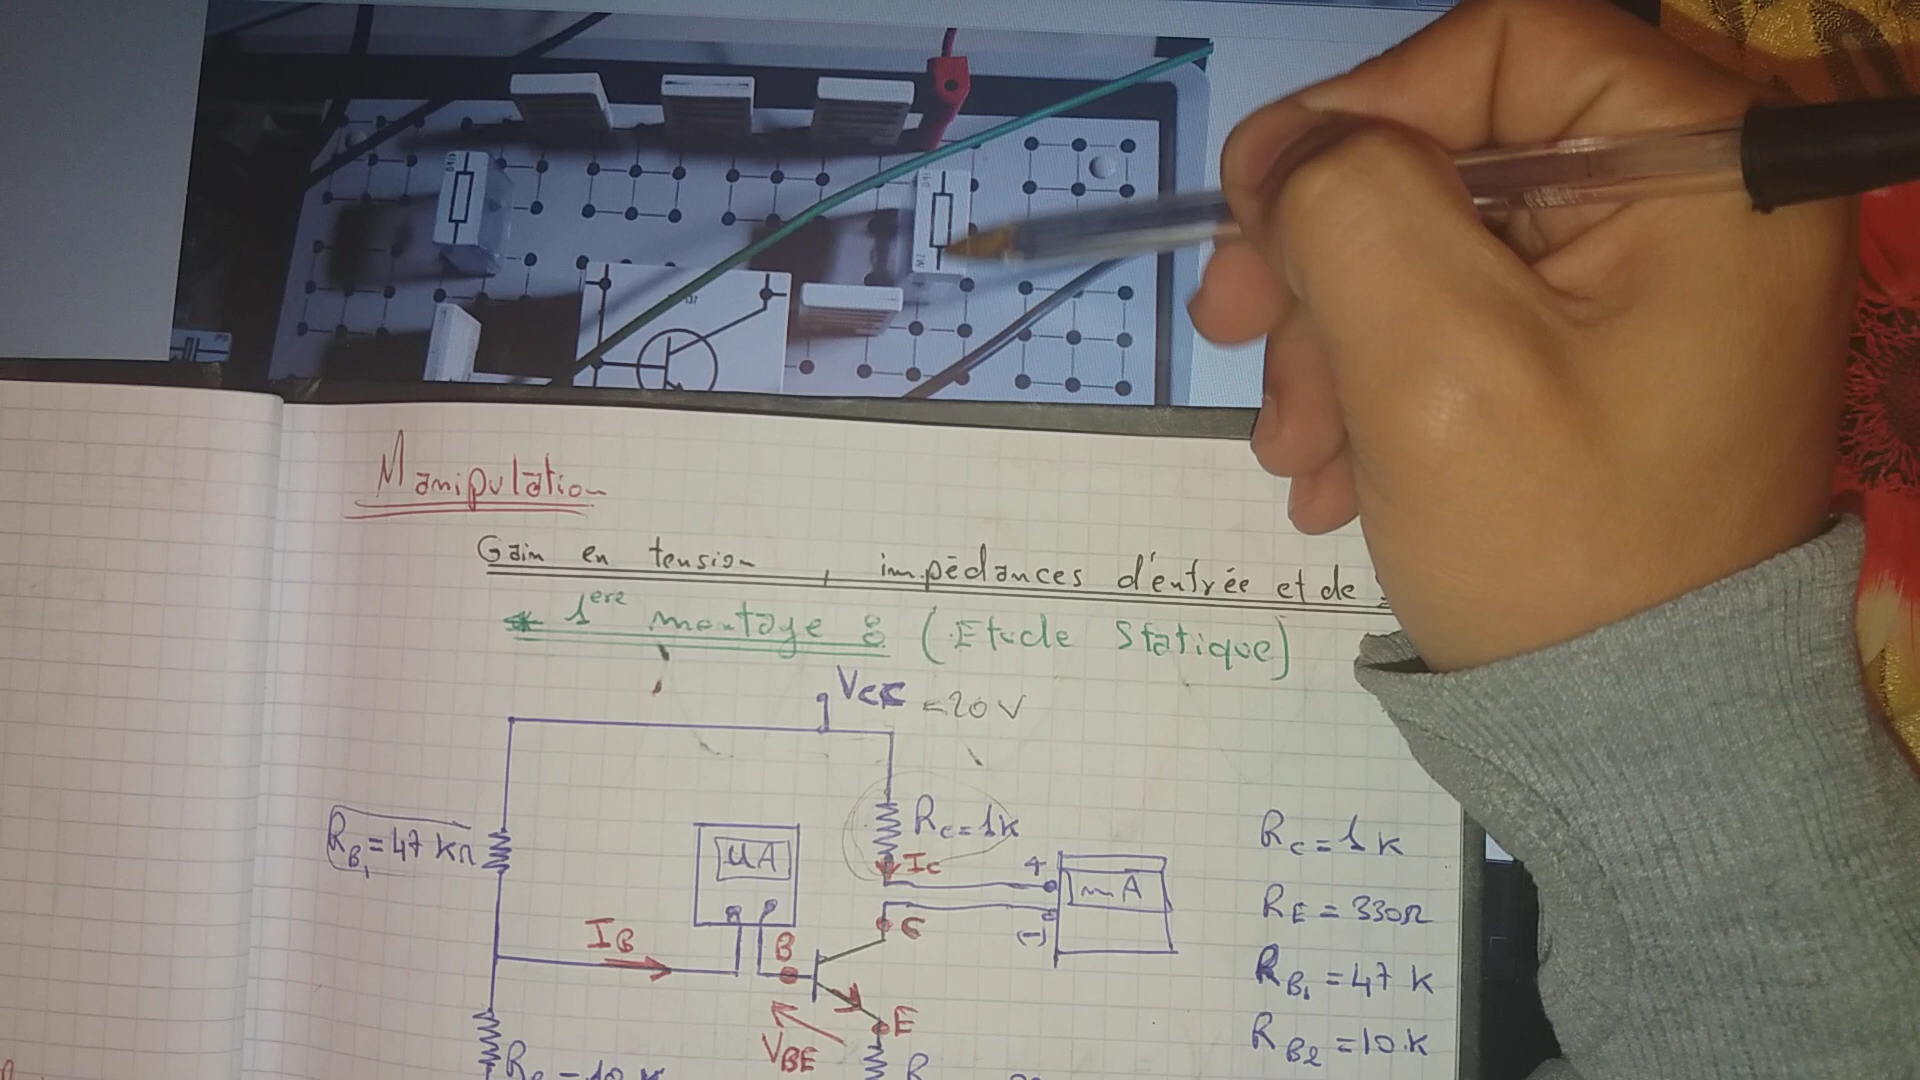 Manipulation
Gain en tension, impédances d'entrée et de
* 1ere montage : (Etude Statique)
Vcc = 20 V
RB1 = 47 kΩ
µA
Rc = 1k
Ic
+
mA
(-)
IB
B
C
E
VBE
Rc = 1 k
RE = 330Ω
RB1 = 47 k
RB2 = 10 k